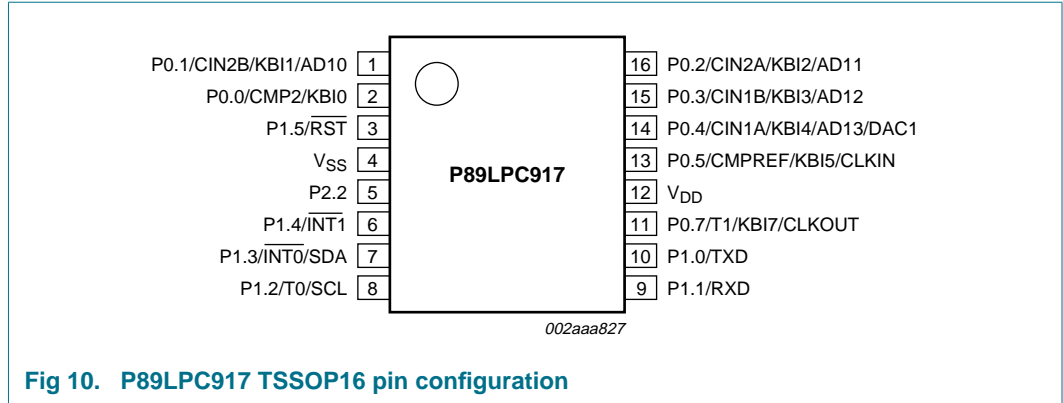 P0.1/CIN2B/KBI1/AD10 1 16 P0.2/CIN2A/KBI2/AD11
P0.0/CMP2/KBI0 2 15 P0.3/CIN1B/KBI3/AD12
P1.5/RST 3 14 P0.4/CIN1A/KBI4/AD13/DAC1
VSS 4 13 P0.5/CMPREF/KBI5/CLKIN
P89LPC917
P2.2 5 12 VDD
P1.4/INT1 6 11 P0.7/T1/KBI7/CLKOUT
P1.3/INT0/SDA 7 10 P1.0/TXD
P1.2/T0/SCL 8 9 P1.1/RXD
002aaa827
Fig 10. P89LPC917 TSSOP16 pin configuration